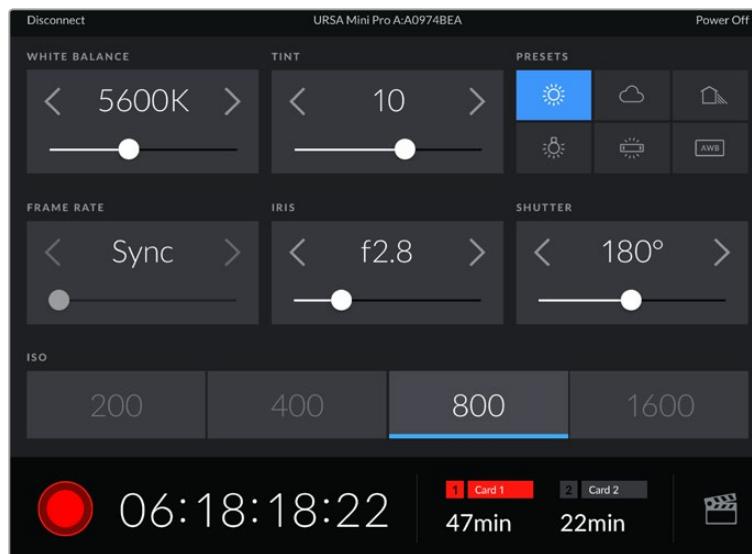 Disconnect
URSA Mini Pro A:A0974BEA
Power Off
WHITE BALANCE
TINT
PRESETS
5600K
10
AWB
FRAME RATE
IRIS
SHUTTER
Sync
f2.8
180°
ISO
200
400
800
1600
06:18:18:22
1 Card 1
2 Card 2
47min
22min